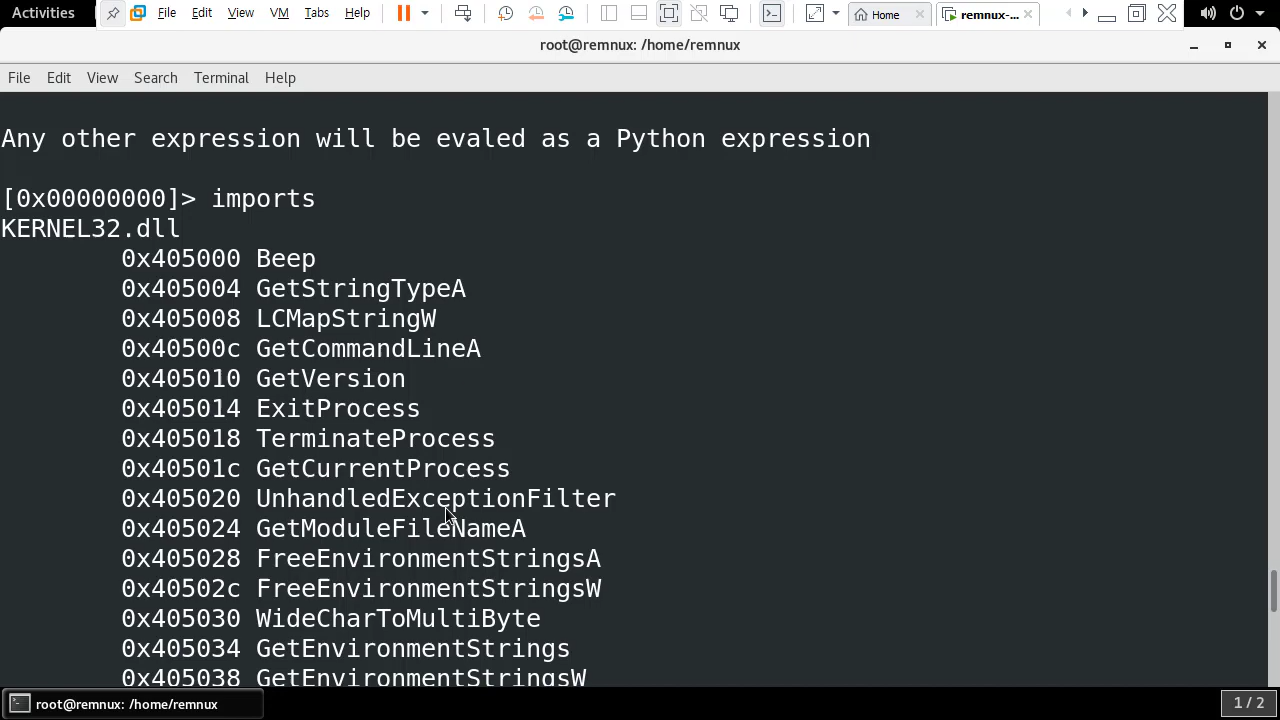 Activities File Edit View VM Tabs Help Home remnux-...
root@remnux: /home/remnux
File Edit View Search Terminal Help
Any other expression will be evaled as a Python expression
[0x00000000]> imports
KERNEL32.dll
0x405000 Beep
0x405004 GetStringTypeA
0x405008 LCMapStringW
0x40500c GetCommandLineA
0x405010 GetVersion
0x405014 ExitProcess
0x405018 TerminateProcess
0x40501c GetCurrentProcess
0x405020 UnhandledExceptionFilter
0x405024 GetModuleFileNameA
0x405028 FreeEnvironmentStringsA
0x40502c FreeEnvironmentStringsW
0x405030 WideCharToMultiByte
0x405034 GetEnvironmentStrings
0x405038 GetEnvironmentStringsW
root@remnux: /home/remnux 1 / 2